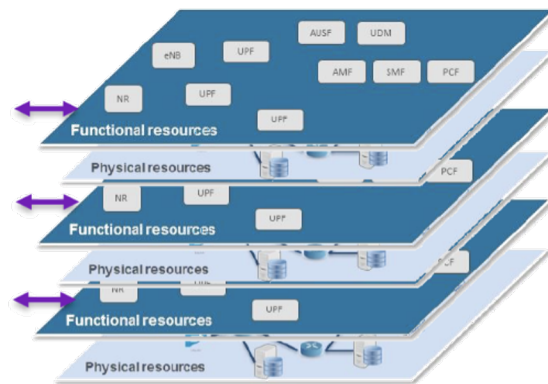 AUSF UDM
eNB UPF
AMF SMF PCF
NR UPF
UPF
Functional resources
Physical resources
PCF
NR UPF
UPF
Functional resources
Physical resources
NR
UPF
Functional resources
Physical resources